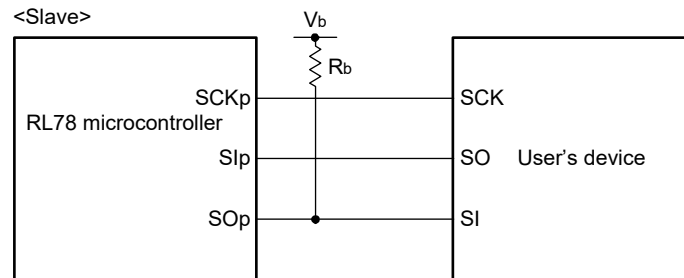 <Slave>
Vb
Rb
SCKp SCK
RL78 microcontroller
SIp SO User's device
SOp SI